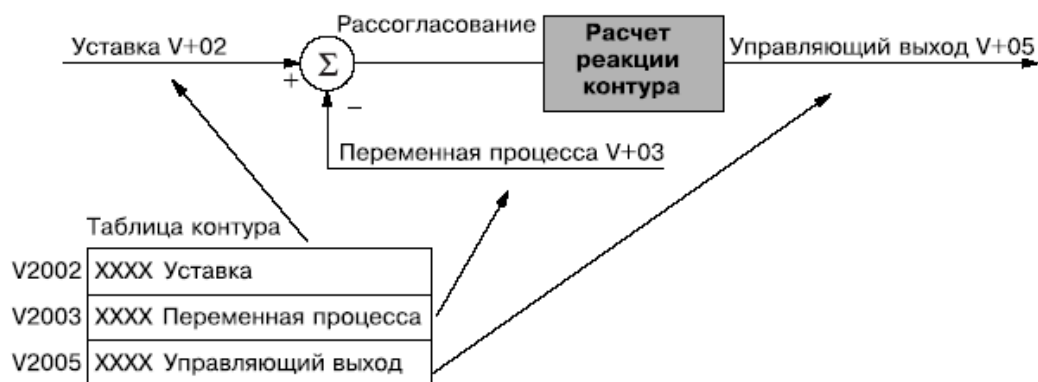 Рассогласование
Уставка V+02
Σ
+
−
Расчет
реакции
контура
Управляющий выход V+05
Переменная процесса V+03
Таблица контура
V2002 XXXX Уставка
V2003 XXXX Переменная процесса
V2005 XXXX Управляющий выход